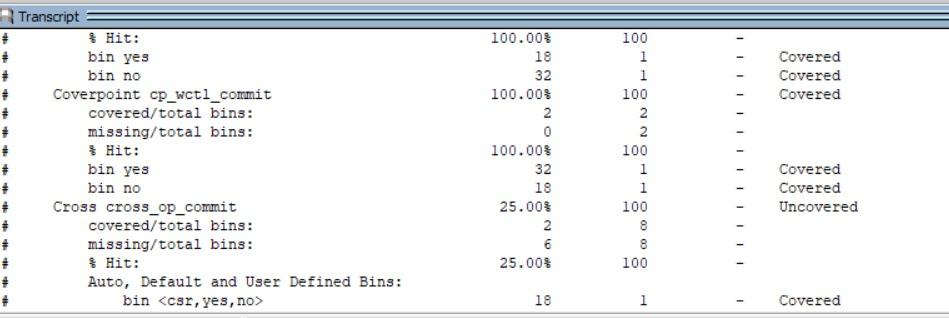 Transcript
# % Hit: 100.00% 100 -
# bin yes 18 1 - Covered
# bin no 32 1 - Covered
# Coverpoint cp_wctl_commit 100.00% 100 - Covered
# covered/total bins: 2 2 -
# missing/total bins: 0 2 -
# % Hit: 100.00% 100 -
# bin yes 32 1 - Covered
# bin no 18 1 - Covered
# Cross cross_op_commit 25.00% 100 - Uncovered
# covered/total bins: 2 8 -
# missing/total bins: 6 8 -
# % Hit: 25.00% 100 -
# Auto, Default and User Defined Bins:
# bin <csr,yes,no> 18 1 - Covered